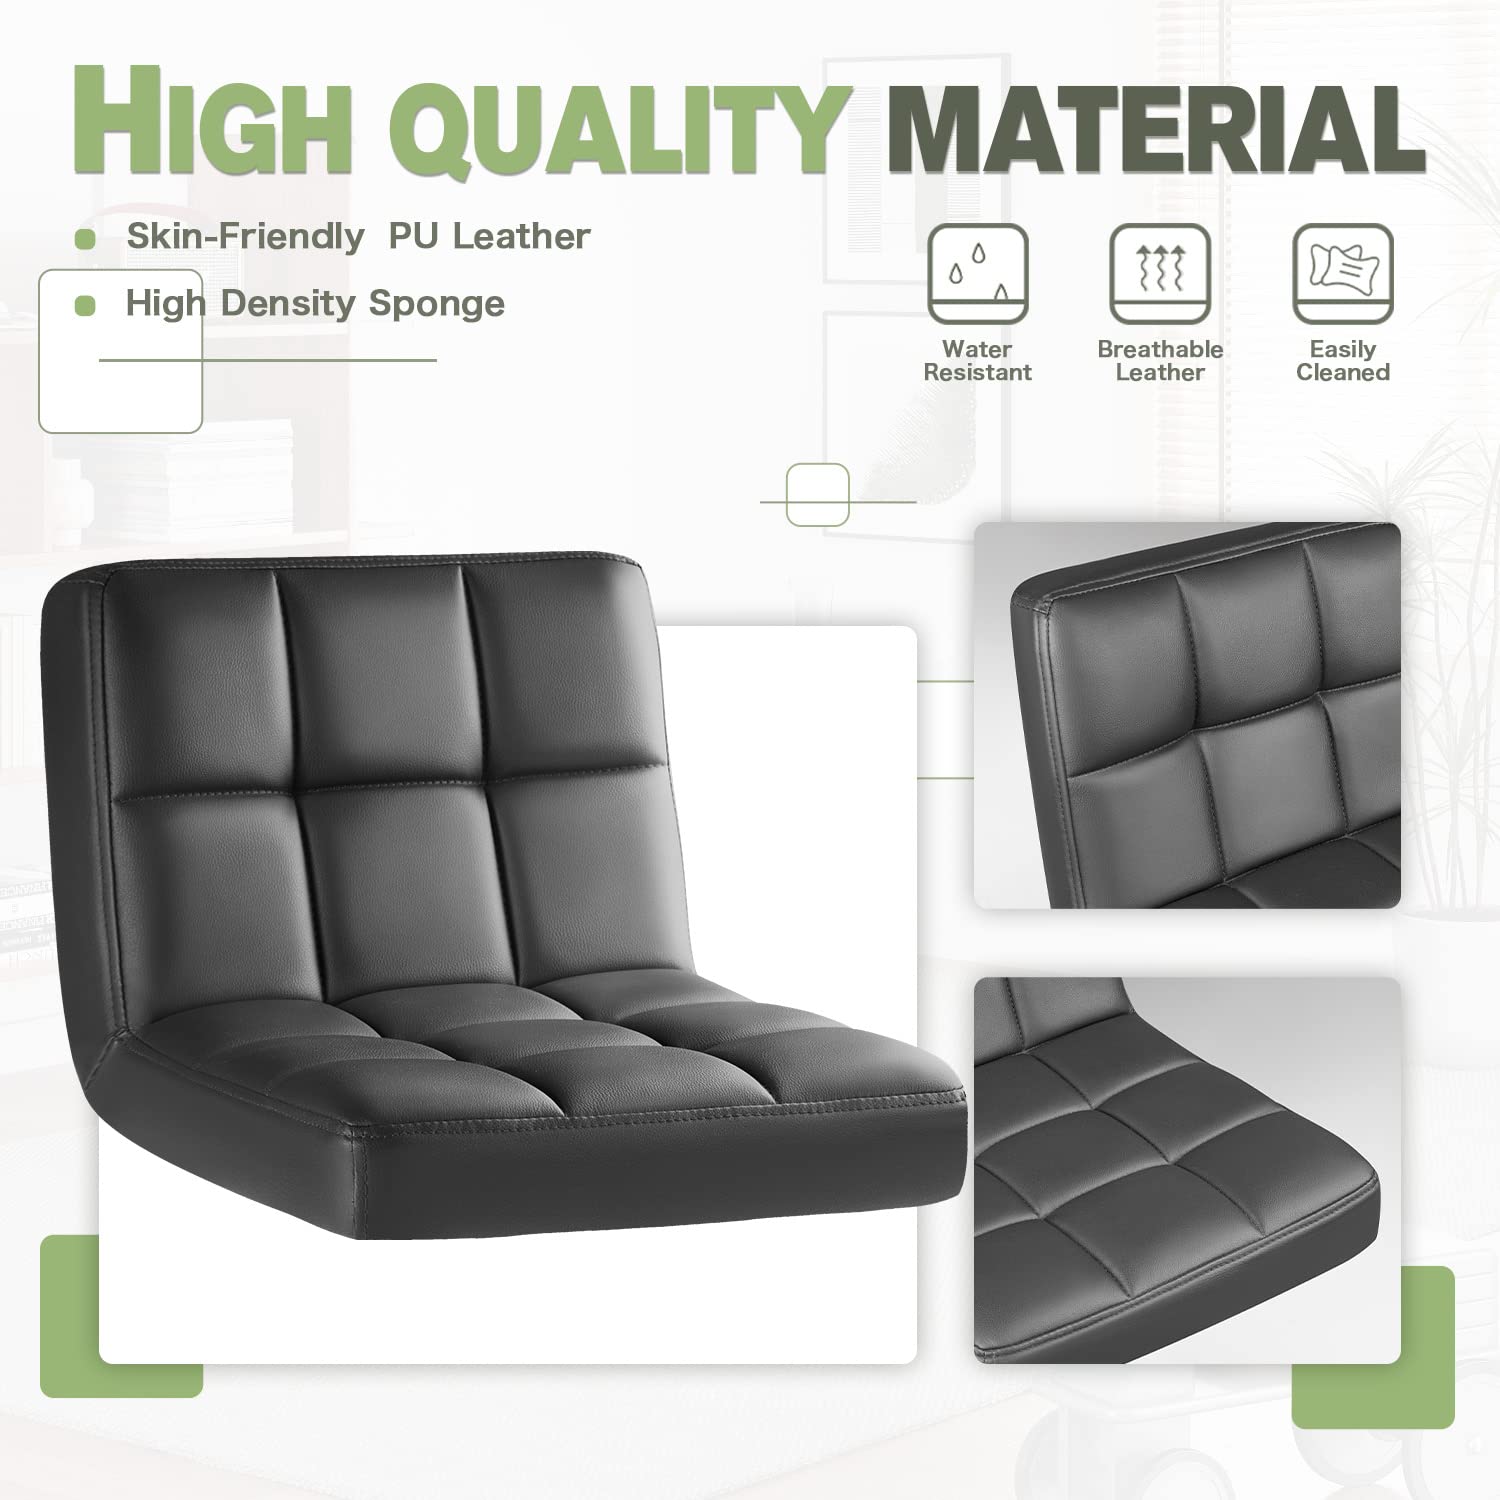 HIGH QUALITY MATERIAL
Skin-Friendly PU Leather
High Density Sponge
Water
Resistant
Breathable
Leather
Easily
Cleaned